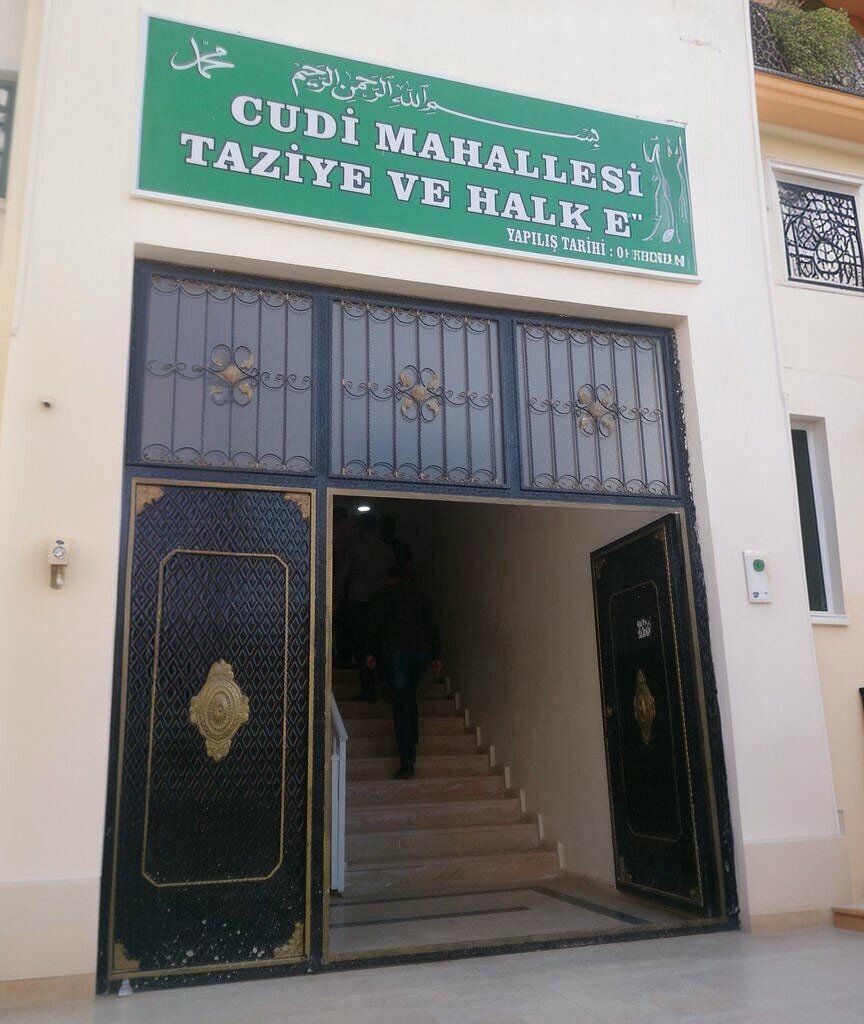 محمد
بسم الله الرحمن الرحيم
CUDİ MAHALLESİ
TAZİYE VE HALK E"
YAPILIŞ TARİHİ :